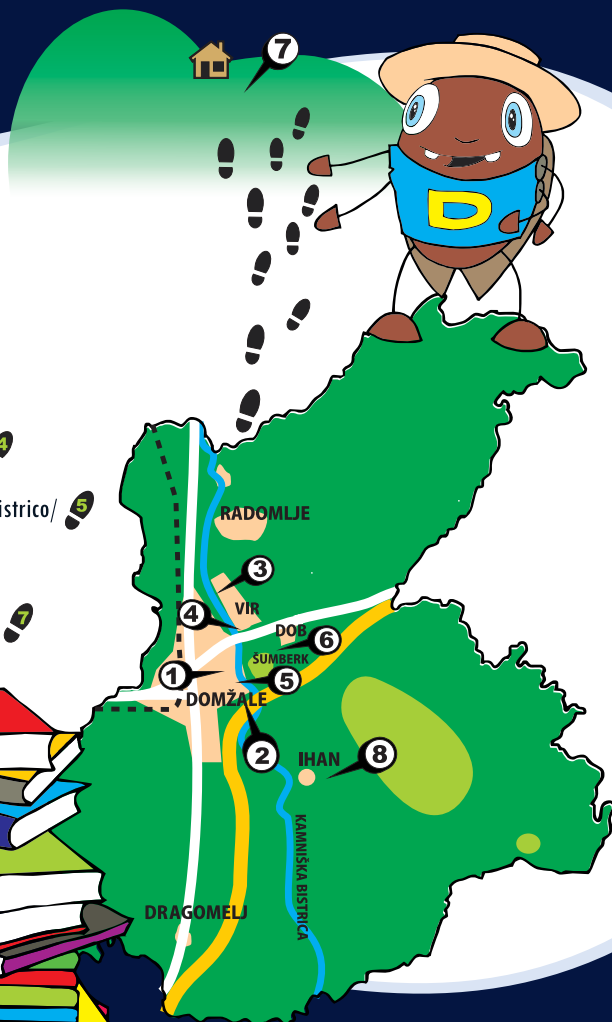 7
D
4
istrico/ 5
RADOMLJE
3
7
VIR
4
DOB
6
ŠUMBERK
1
5
DOMŽALE
2
IHAN
8
KAMNIŠKA BISTRICA
DRAGOMELJ